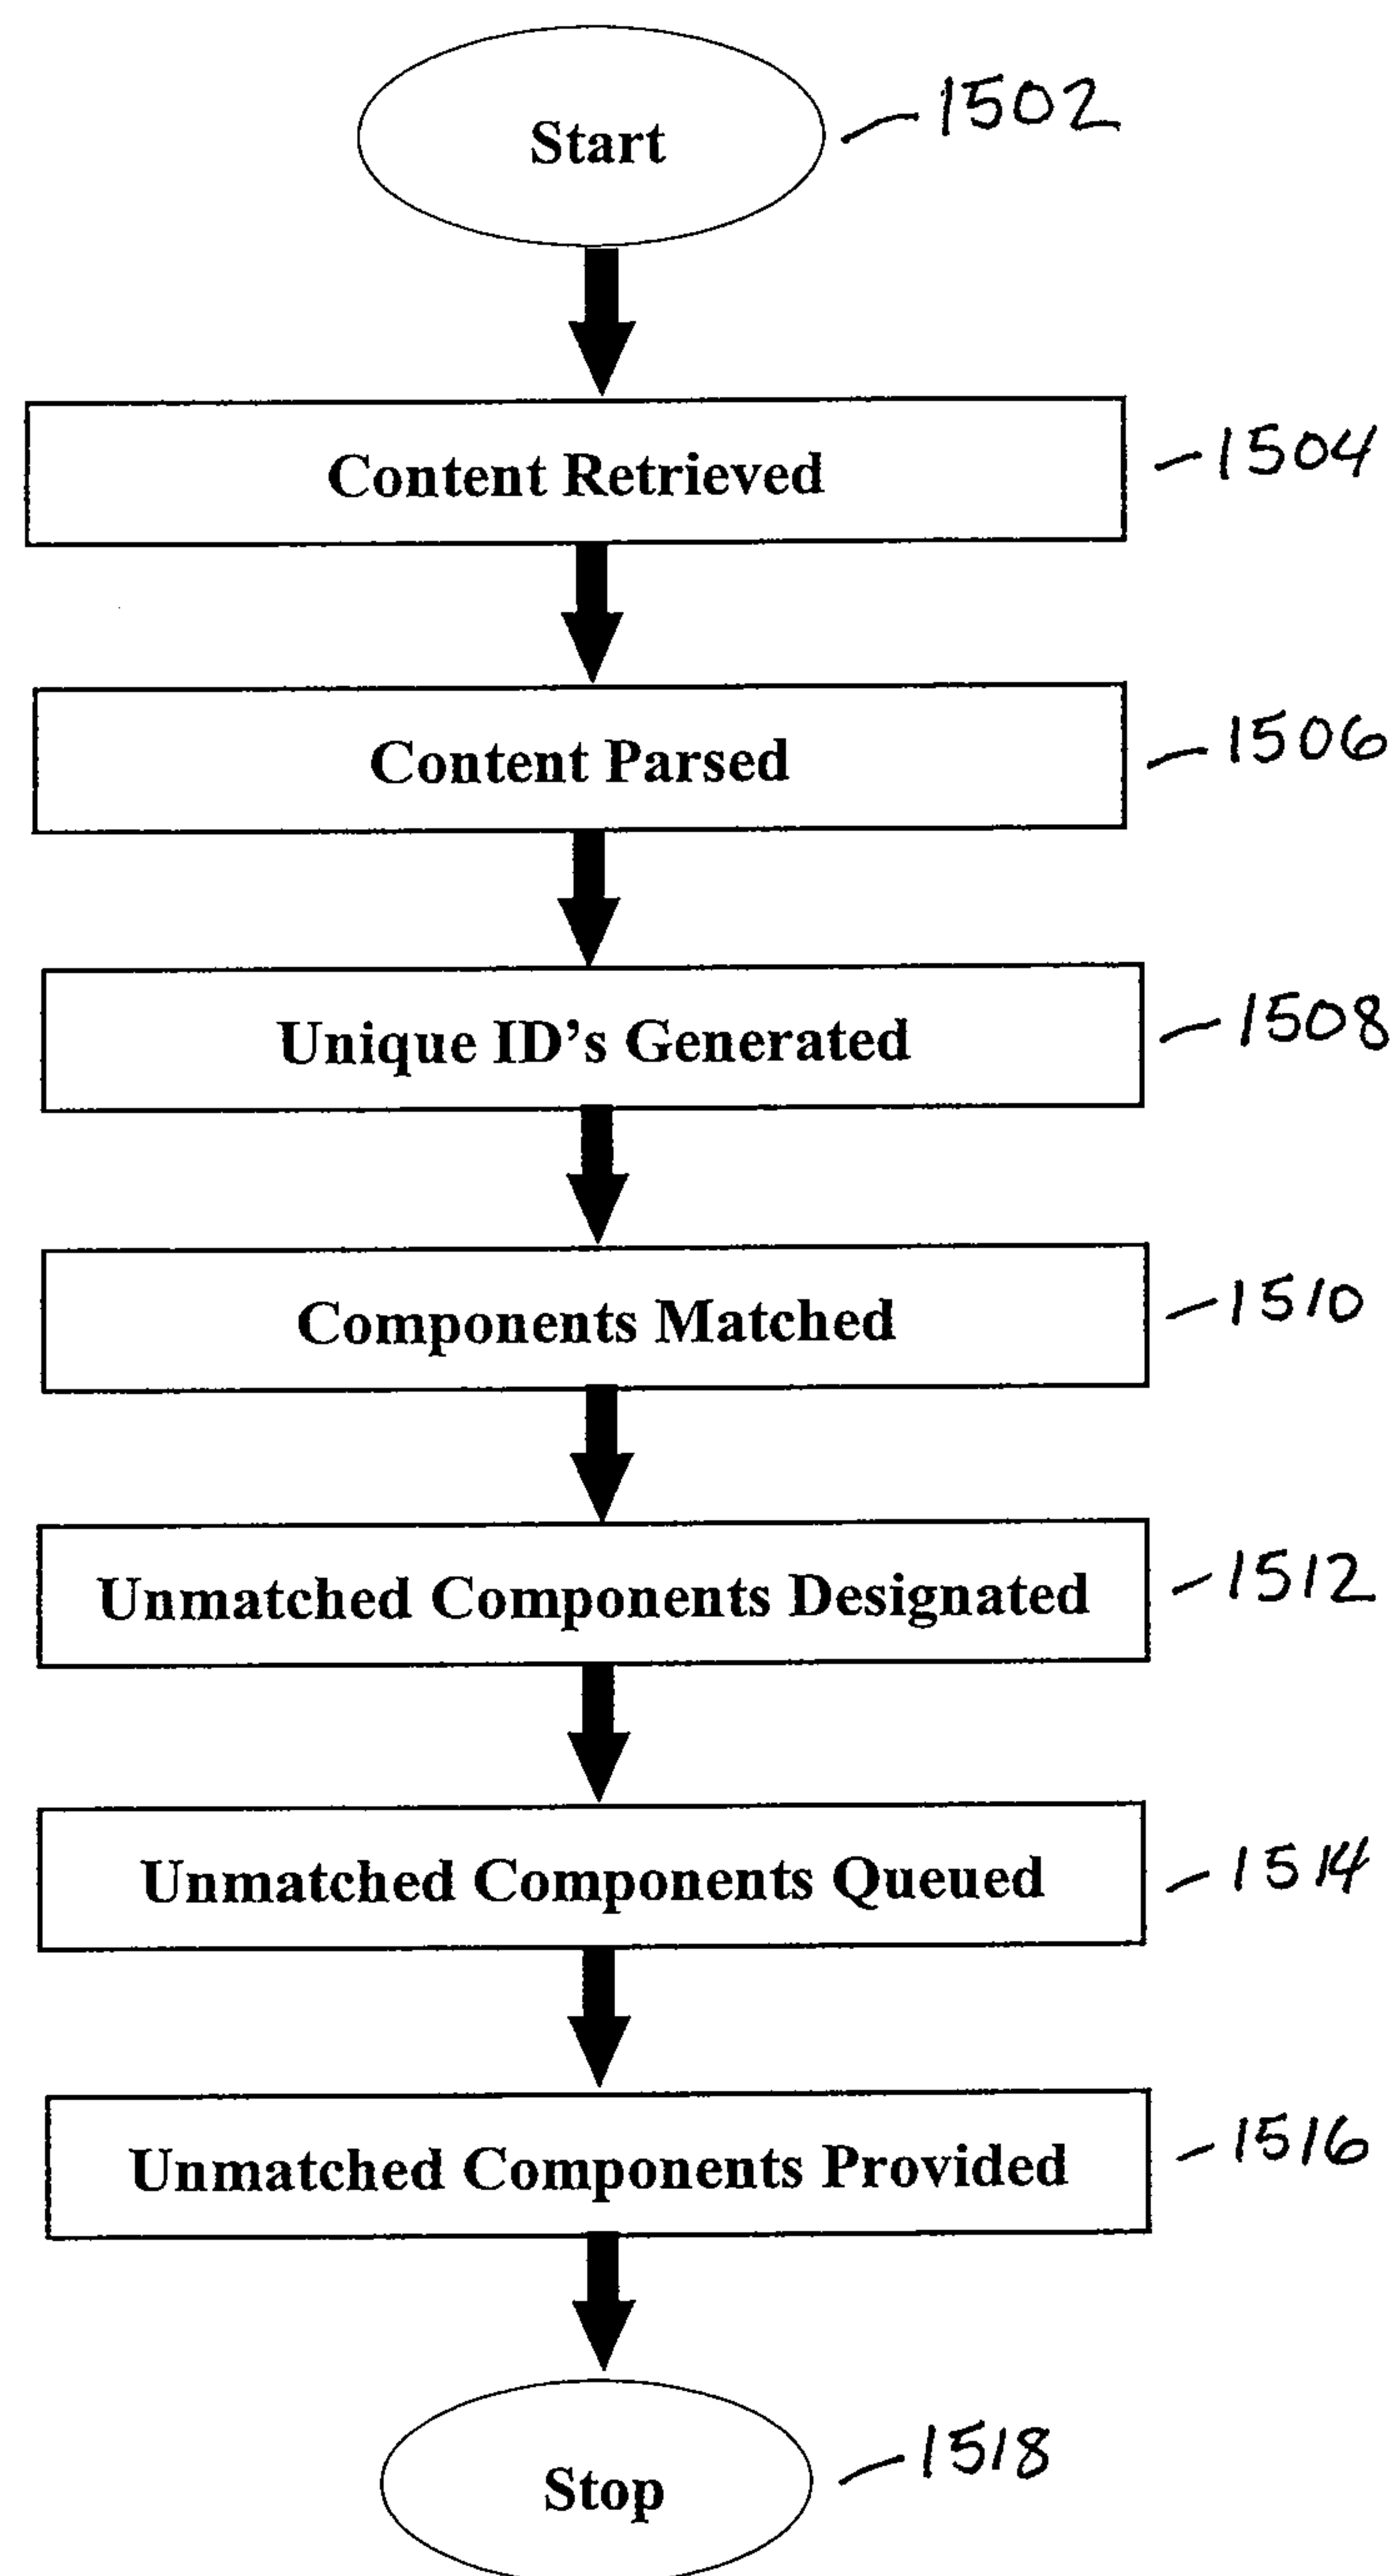 Start
1502
Content Retrieved
1504
Content Parsed
1506
Unique ID's Generated
1508
Components Matched
1510
Unmatched Components Designated
1512
Unmatched Components Queued
1514
Unmatched Components Provided
1516
Stop
1518